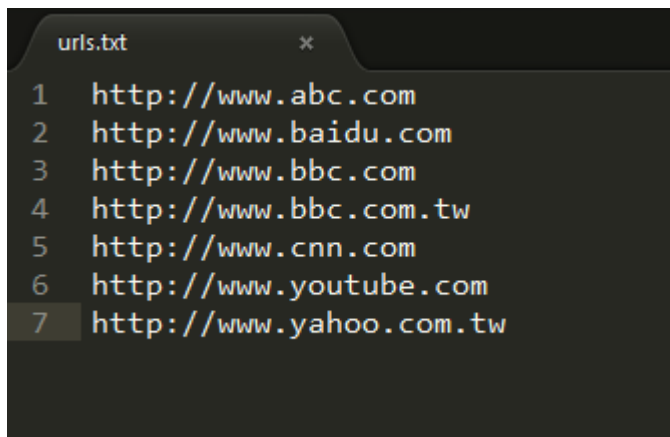 urls.txt ×
1 http://www.abc.com
2 http://www.baidu.com
3 http://www.bbc.com
4 http://www.bbc.com.tw
5 http://www.cnn.com
6 http://www.youtube.com
7 http://www.yahoo.com.tw